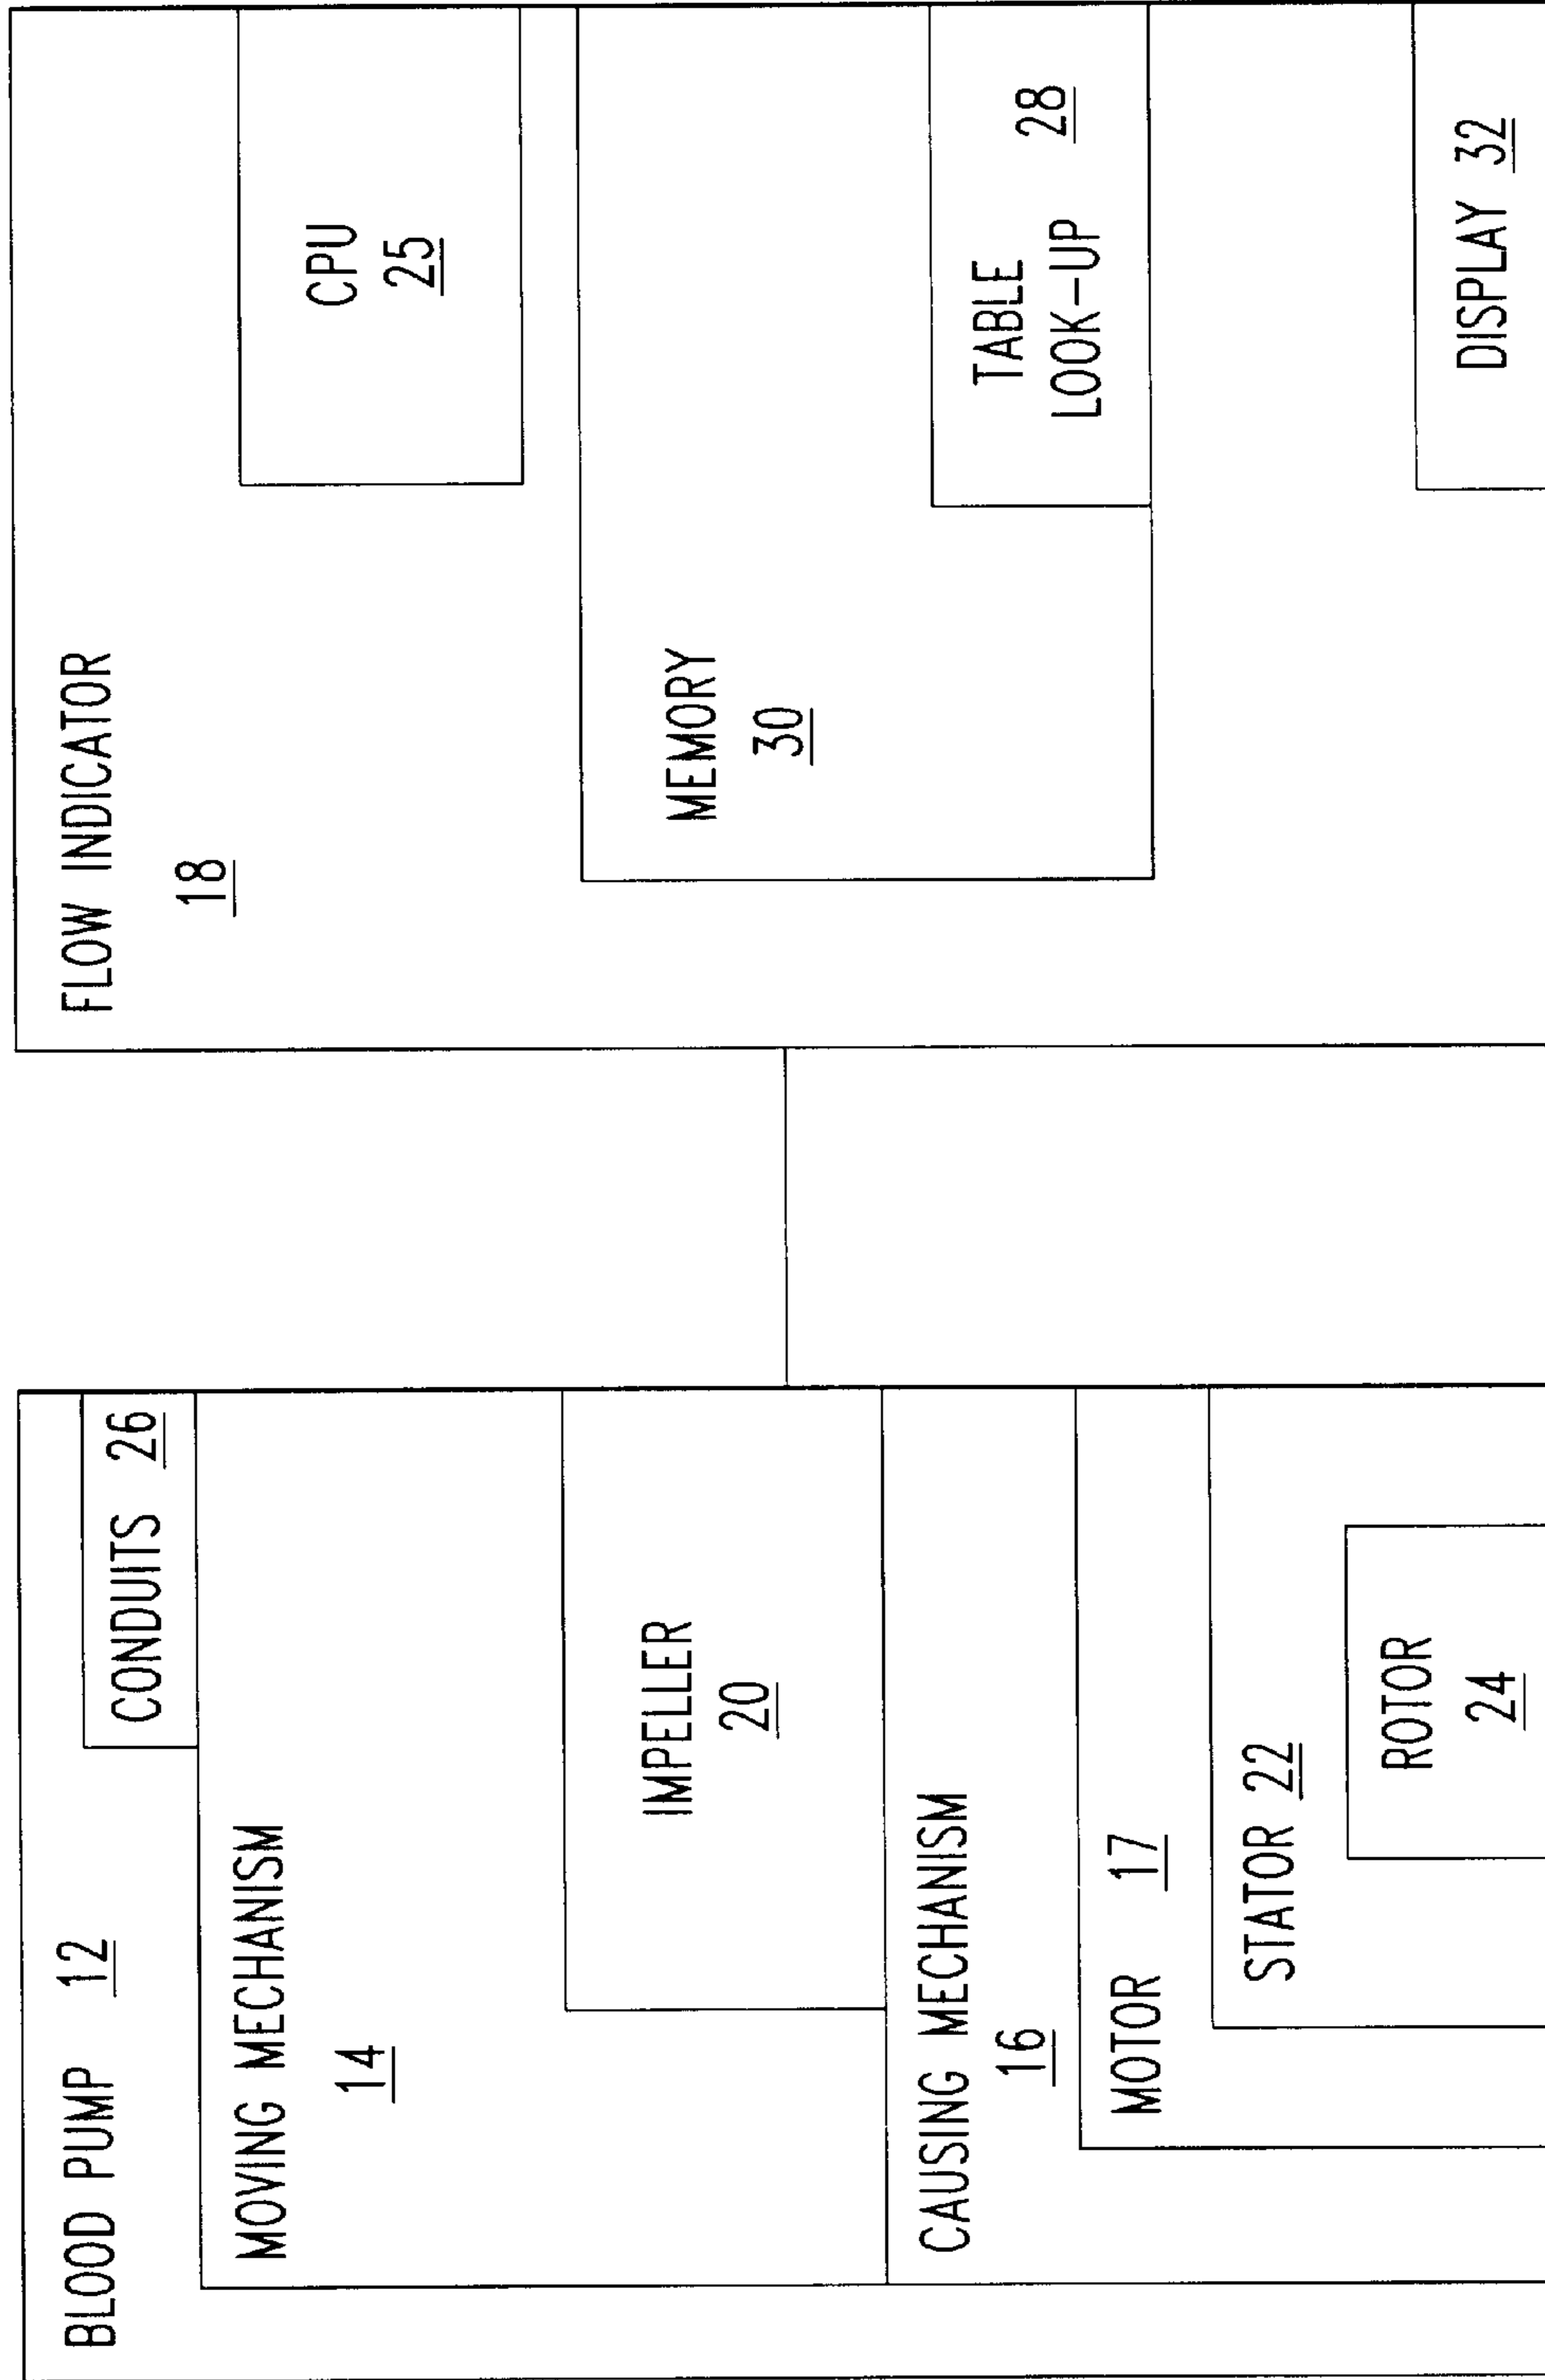 BLOOD PUMP 12
CONDUITS 26
MOVING MECHANISM
14
IMPELLER
20
CAUSING MECHANISM
16
MOTOR 17
STATOR 22
ROTOR
24
FLOW INDICATOR
18
CPU
25
MEMORY
30
TABLE
LOOK-UP 28
DISPLAY 32